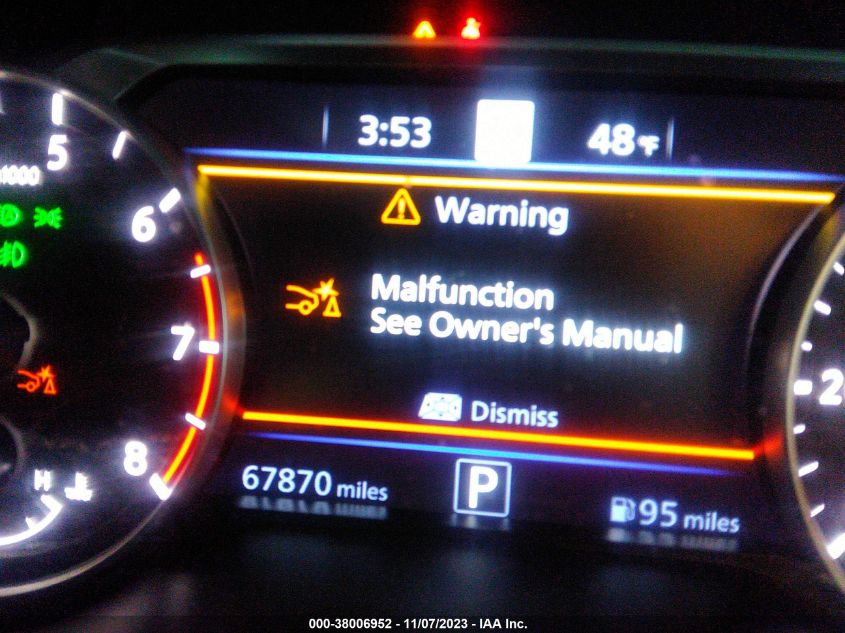 3:53
48°F
5
x1000
6
7
8
H
Warning
Malfunction
See Owner's Manual
Dismiss
67870 miles
P
95 miles
000-38006952 - 11/07/2023 - IAA Inc.